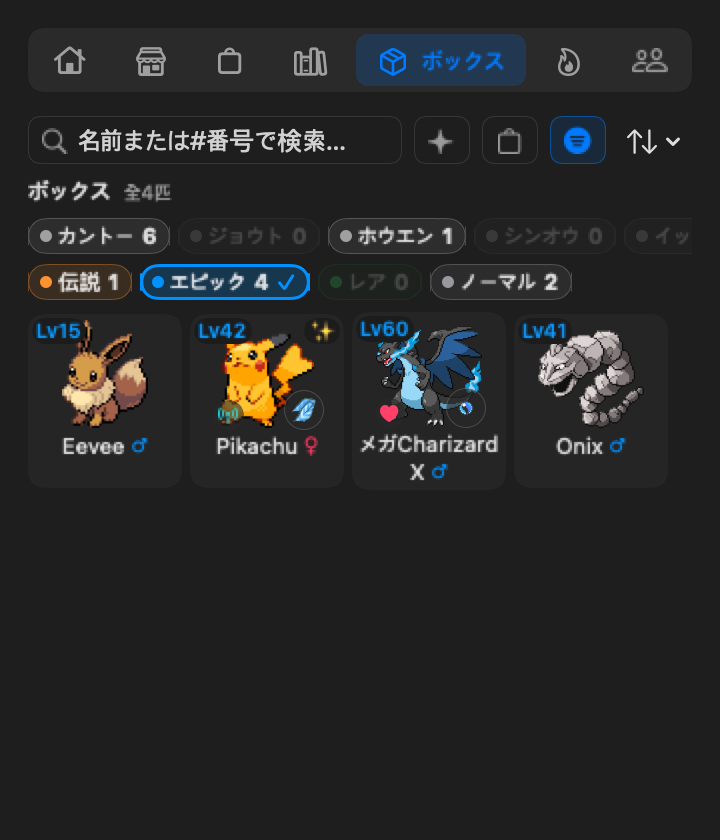 ボックス
名前または#番号で検索...
ボックス 全4匹
カントー 6 ジョウト 0 ホウエン 1 シンオウ 0 イッ
伝説 1 エピック 4 レア 0 ノーマル 2
Lv15 Lv42 Lv60 Lv41
Eevee ♂ Pikachu ♀ メガCharizard X ♂ Onix ♂